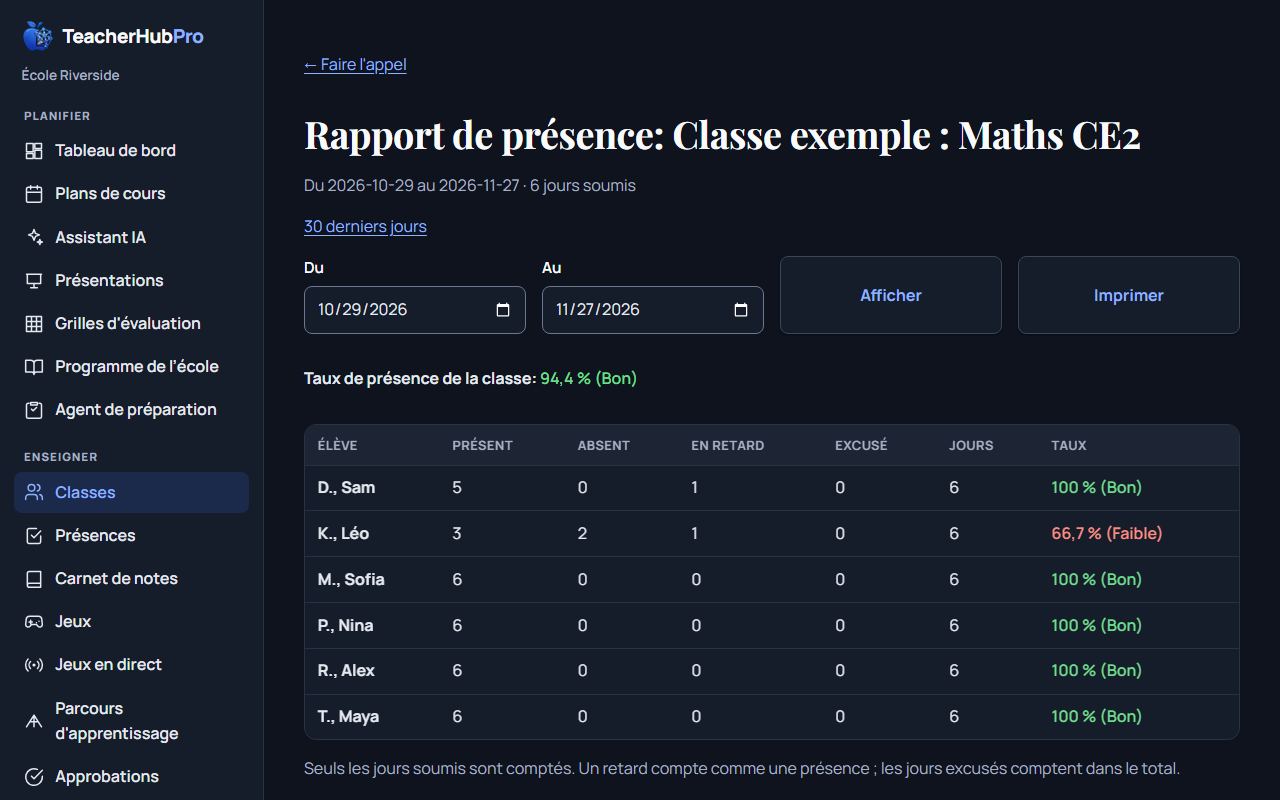 TeacherHubPro
École Riverside
PLANIFIER
Tableau de bord
Plans de cours
Assistant IA
Présentations
Grilles d'évaluation
Programme de l'école
Agent de préparation
ENSEIGNER
Classes
Présences
Carnet de notes
Jeux
Jeux en direct
Parcours
d'apprentissage
Approbations
← Faire l'appel
Rapport de présence: Classe exemple : Maths CE2
Du 2026-10-29 au 2026-11-27 · 6 jours soumis
30 derniers jours
Du Au
10/29/2026 11/27/2026 Afficher Imprimer
Taux de présence de la classe: 94,4 % (Bon)
ÉLÈVE PRÉSENT ABSENT EN RETARD EXCUSÉ JOURS TAUX
D., Sam 5 0 1 0 6 100 % (Bon)
K., Léo 3 2 1 0 6 66,7 % (Faible)
M., Sofia 6 0 0 0 6 100 % (Bon)
P., Nina 6 0 0 0 6 100 % (Bon)
R., Alex 6 0 0 0 6 100 % (Bon)
T., Maya 6 0 0 0 6 100 % (Bon)
Seuls les jours soumis sont comptés. Un retard compte comme une présence ; les jours excusés comptent dans le total.